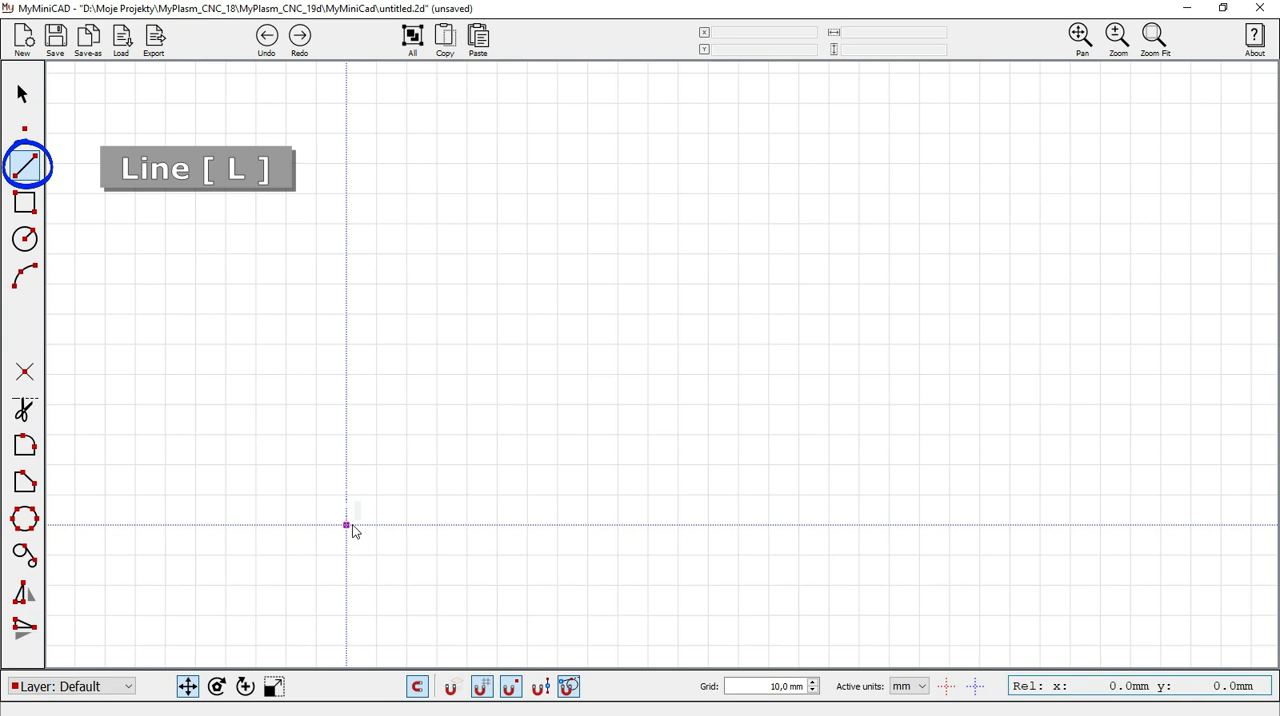 My MyMiniCAD - "D:\Moje Projekty\MyPlasm_CNC_18\MyPlasm_CNC_19d\MyMiniCad\untitled.2d" (unsaved)
New Save Save-as Load Export Undo Redo All Copy Paste X Y Pan Zoom Zoom Fit ? About
Line [ L ]
Layer: Default Grid: 10,0 mm Active units: mm Rel: x: 0.0mm y: 0.0mm